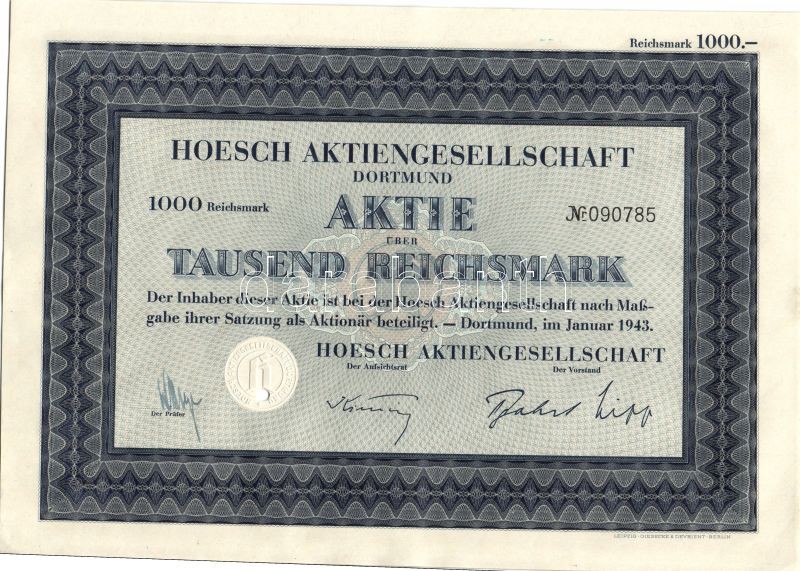 Reichsmark 1000.–
HOESCH AKTIENGESELLSCHAFT
DORTMUND
1000 Reichsmark
AKTIE
№ 090785
ÜBER
TAUSEND REICHSMARK
Der Inhaber dieser Aktie ist bei der Hoesch Aktiengesellschaft nach Maß-
gabe ihrer Satzung als Aktionär beteiligt. — Dortmund, im Januar 1943.
HOESCH AKTIENGESELLSCHAFT
Der Aufsichtsrat
Der Vorstand
Der Prüfer
LEIPZIG · GIESECKE & DEVRIENT · BERLIN